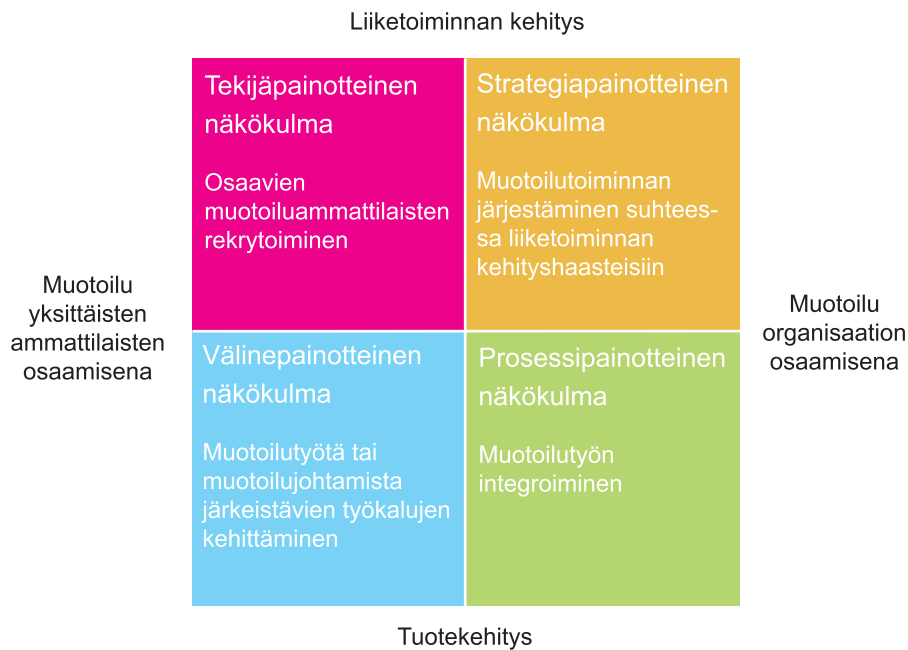 Liiketoiminnan kehitys
Tekijäpainotteinen
näkökulma
Osaavien
muotoiluammattilaisten
rekrytoiminen
Strategiapainotteinen
näkökulma
Muotoilutoiminnan
järjestäminen suhtees-
sa liiketoiminnan
kehityshaasteisiin
Muotoilu
yksittäisten
ammattilaisten
osaamisena
Muotoilu
organisaation
osaamisena
Välinepainotteinen
näkökulma
Muotoilutyötä tai
muotoilujohtamista
järkeistävien työkalujen
kehittäminen
Prosessipainotteinen
näkökulma
Muotoilutyön
integroiminen
Tuotekehitys